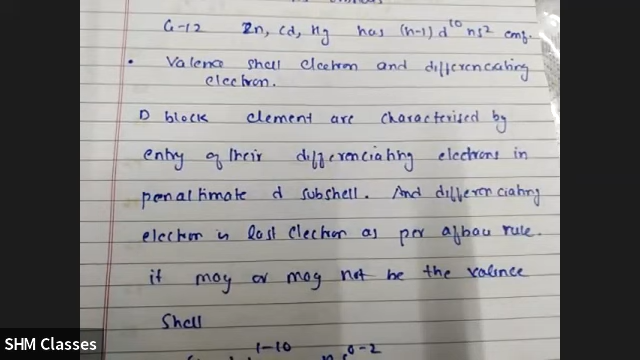 G-12 Zn, Cd, Hg has (n-1)d¹⁰ ns² conf.
• Valence shell electron and differenciating
electron.
D block element are characterised by
entry of their differenciating electrons in
penaltimate d subshell. And differenciating
electron is last electron as per afbau rule.
it may or may not be the valence
Shell
1-10 0-2
SHM Classes